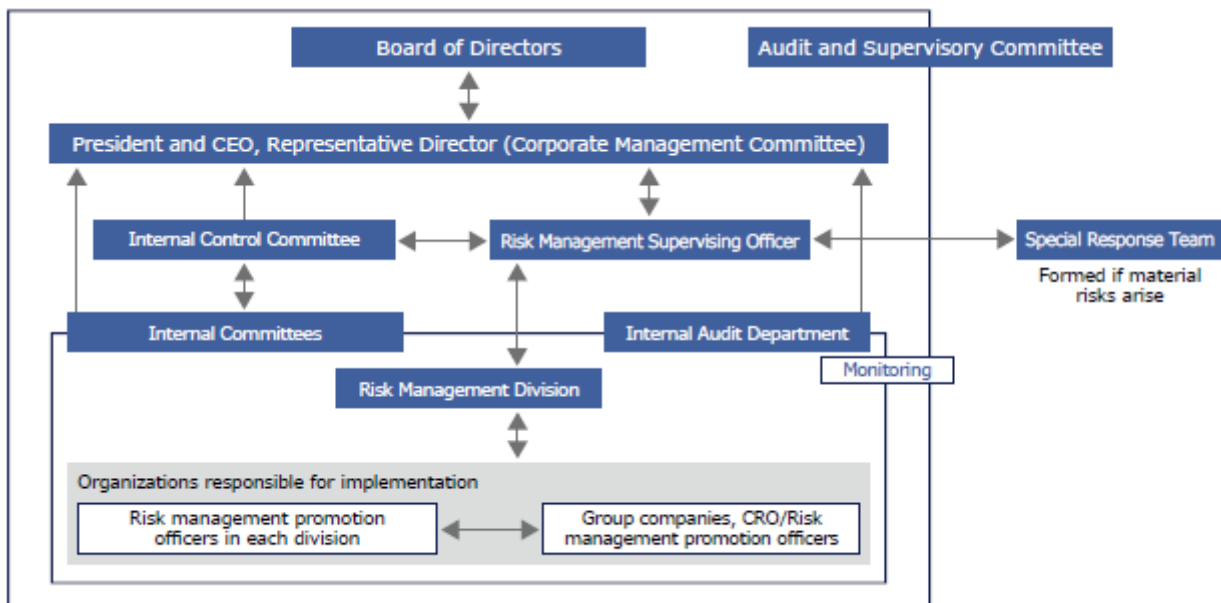 Board of Directors
Audit and Supervisory Committee
President and CEO, Representative Director (Corporate Management Committee)
Internal Control Committee
Risk Management Supervising Officer
Special Response Team
Formed if material
risks arise
Internal Committees
Internal Audit Department
Monitoring
Risk Management Division
Organizations responsible for implementation
Risk management promotion
officers in each division
Group companies, CRO/Risk
management promotion officers